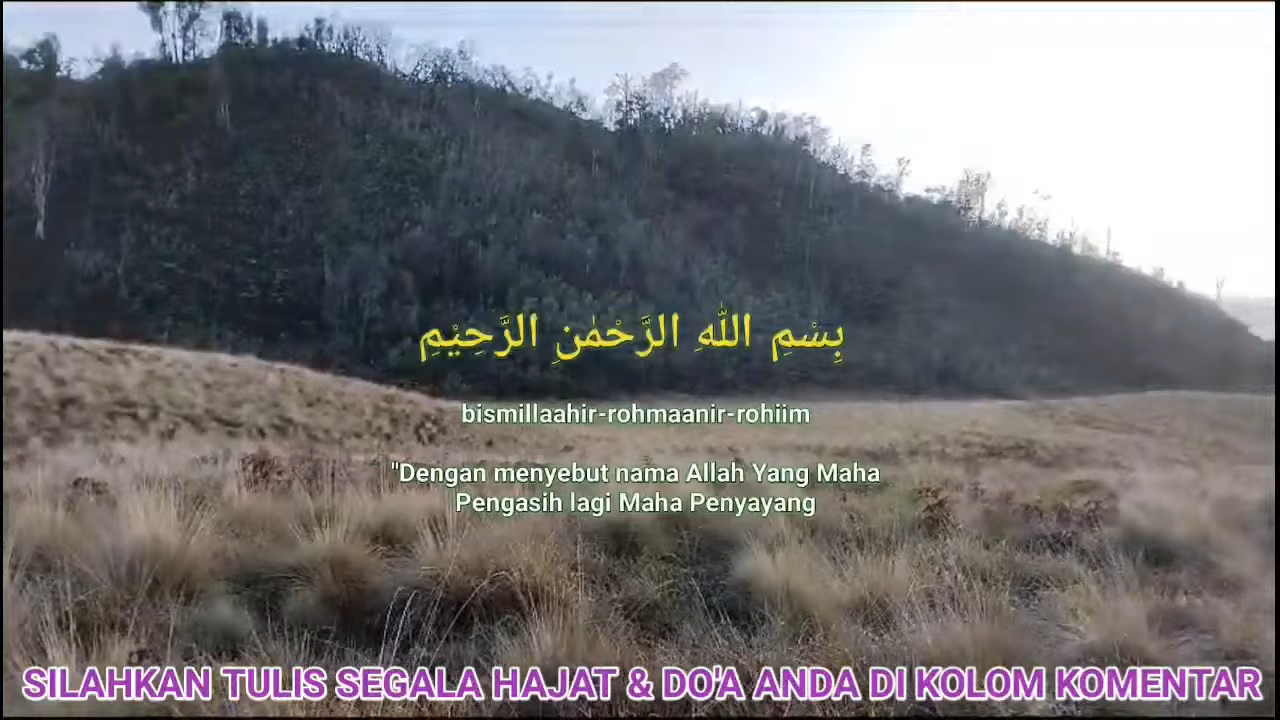 بِسْمِ اللّٰهِ الرَّحْمٰنِ الرَّحِيْمِ
bismillaahir-rohmaanir-rohiim
"Dengan menyebut nama Allah Yang Maha
Pengasih lagi Maha Penyayang
SILAHKAN TULIS SEGALA HAJAT & DO'A ANDA DI KOLOM KOMENTAR